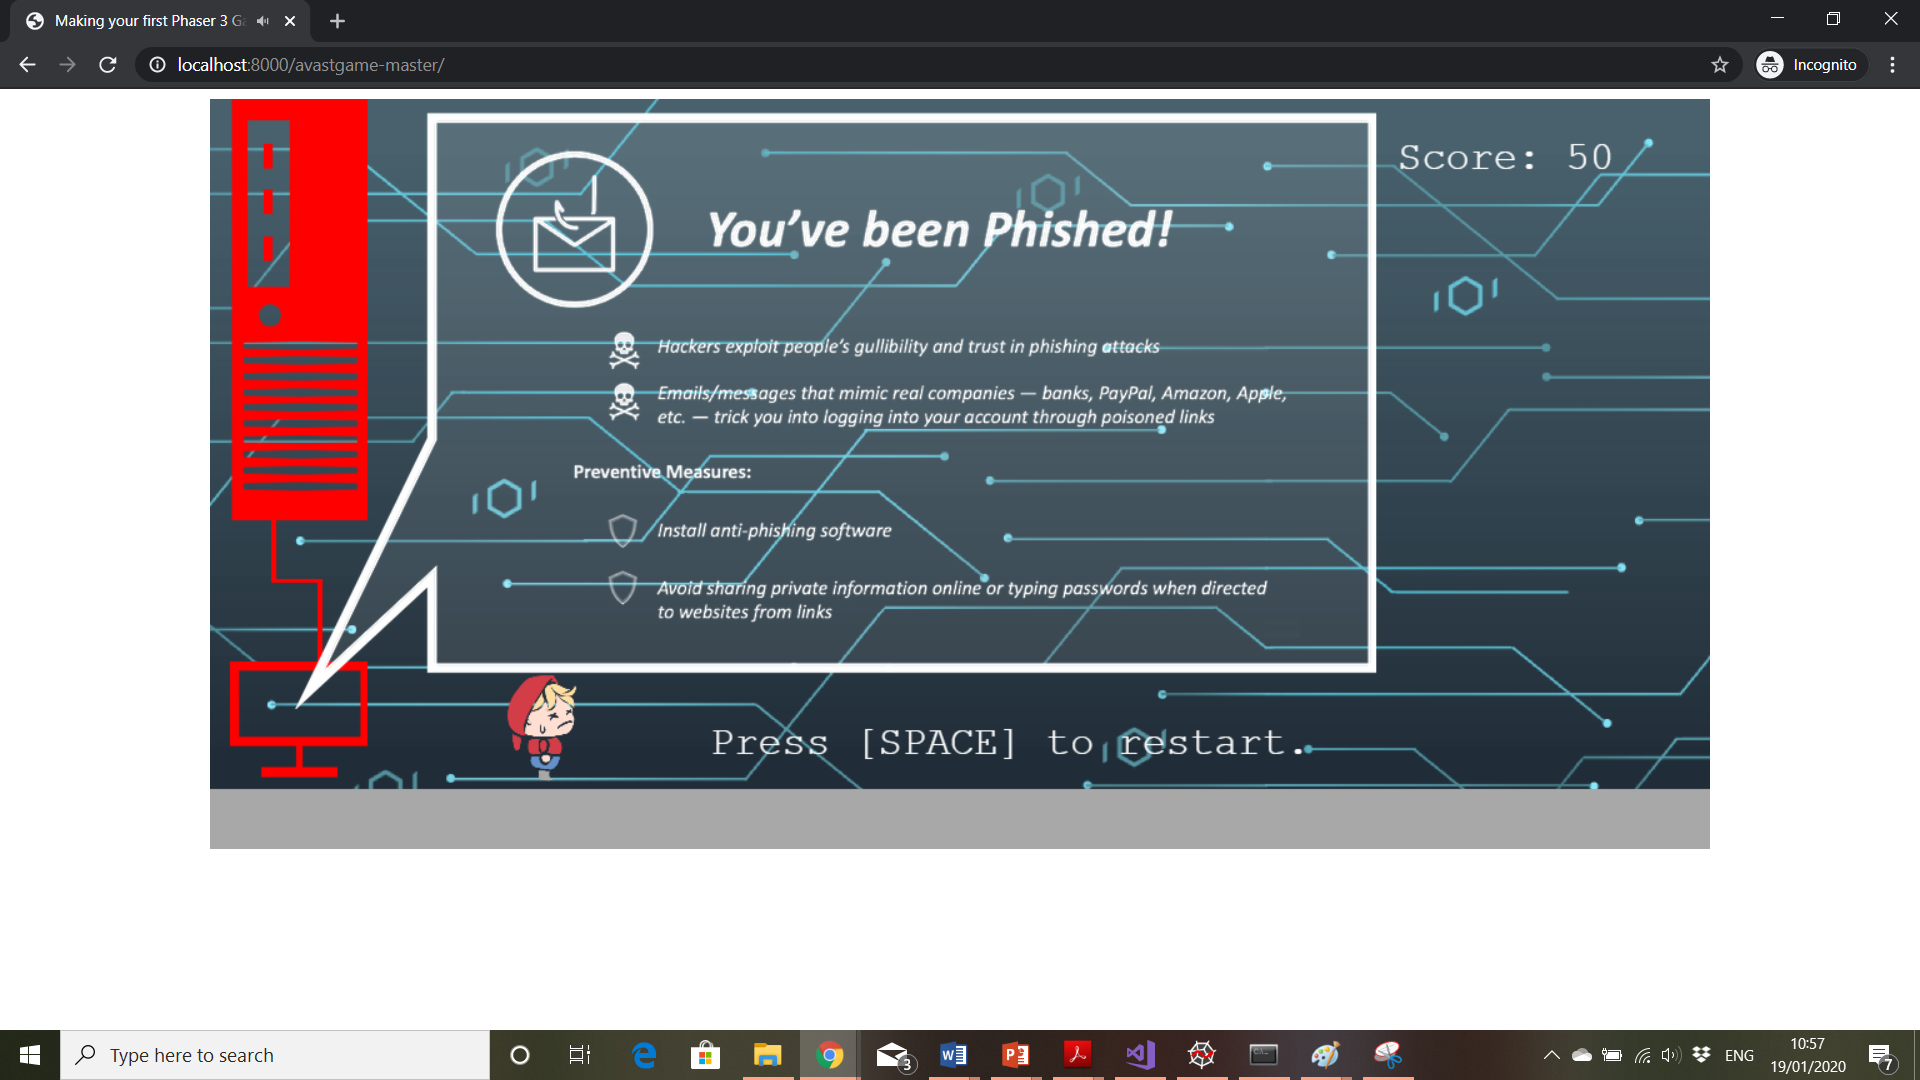 Making your first Phaser 3 G
localhost:8000/avastgame-master/
Incognito
Score: 50
You've been Phished!
Hackers exploit people's gullibility and trust in phishing attacks
Emails/messages that mimic real companies — banks, PayPal, Amazon, Apple,
etc. — trick you into logging into your account through poisoned links
Preventive Measures:
Install anti-phishing software
Avoid sharing private information online or typing passwords when directed
to websites from links
Press [SPACE] to restart.
Type here to search
3
ENG
10:57
19/01/2020
7